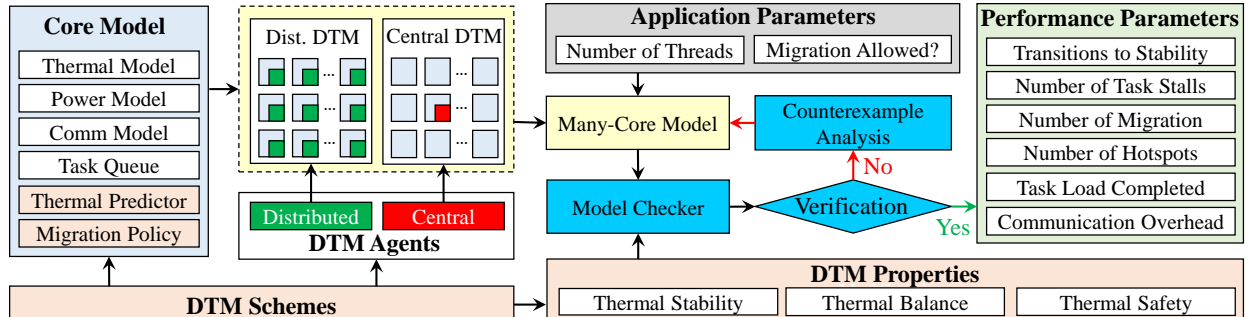 Core Model
Thermal Model
Power Model
Comm Model
Task Queue
Thermal Predictor
Migration Policy
Dist. DTM
Central DTM
...
...
...
...
...
...
Distributed
Central
DTM Agents
DTM Schemes
Application Parameters
Number of Threads
Migration Allowed?
Many-Core Model
Counterexample
Analysis
No
Model Checker
Verification
Yes
DTM Properties
Thermal Stability
Thermal Balance
Thermal Safety
Performance Parameters
Transitions to Stability
Number of Task Stalls
Number of Migration
Number of Hotspots
Task Load Completed
Communication Overhead